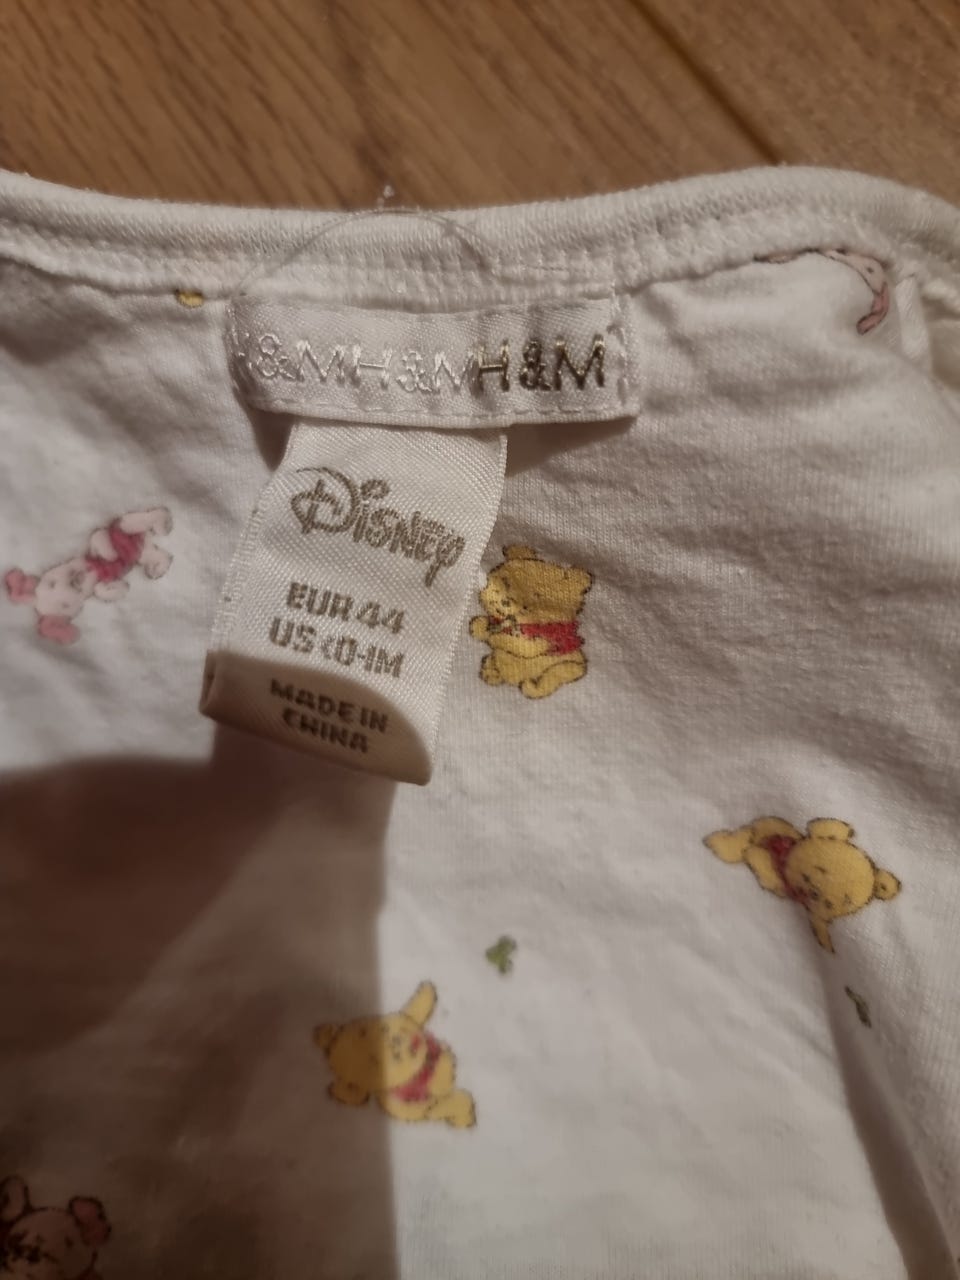 H&MH&MH&M
Disney
EUR 44
US <0-1M
MADE IN
CHINA